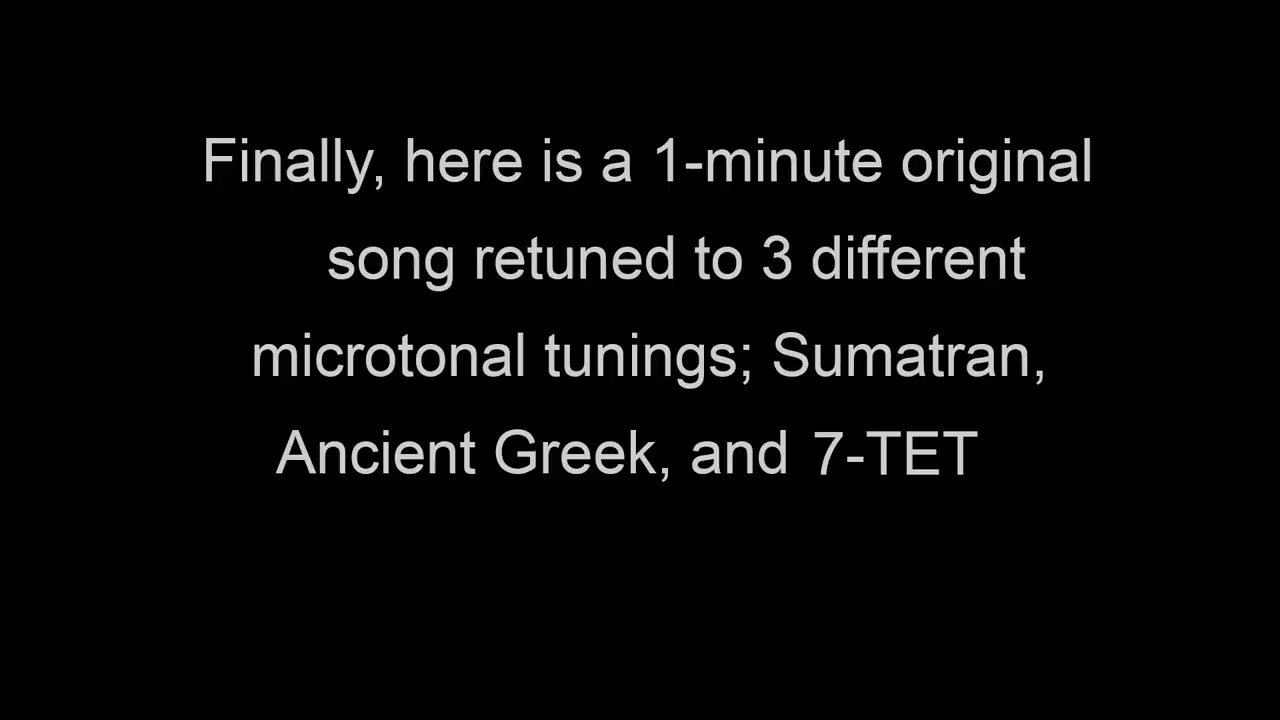 Finally, here is a 1-minute original
song retuned to 3 different
microtonal tunings; Sumatran,
Ancient Greek, and 7-TET